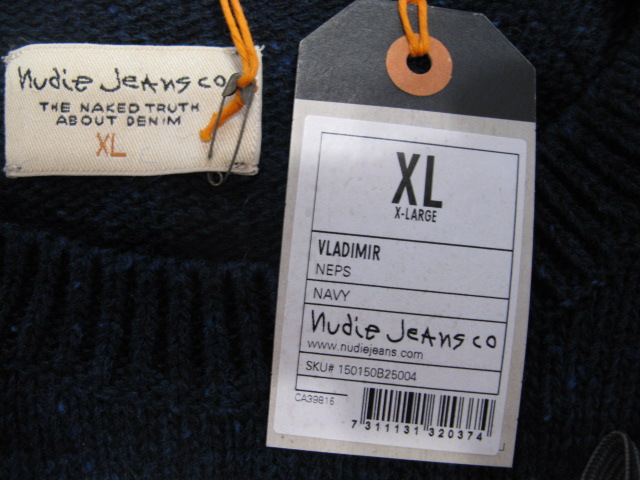 nudie Jeans co
THE NAKED TRUTH
ABOUT DENIM
XL
XL
X-LARGE
VLADIMIR
NEPS
NAVY
nudie Jeans co
www.nudiejeans.com
SKU# 150150B25004
CA39815
7 311131 320374